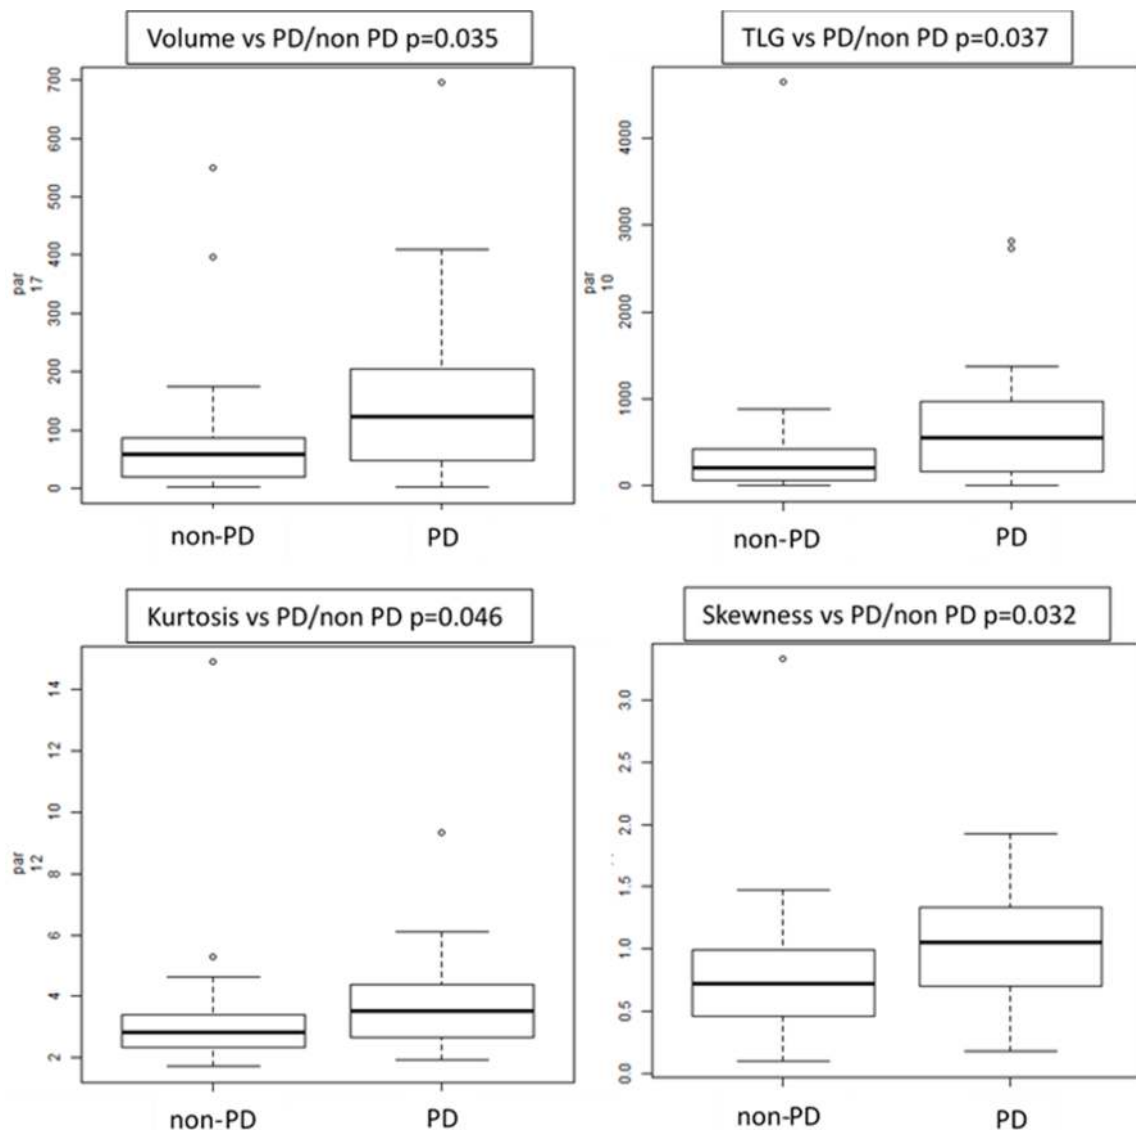 Volume vs PD/non PD p=0.035
700
600
500
400
300
200
100
0
par
17
non-PD
PD
TLG vs PD/non PD p=0.037
4000
3000
2000
1000
0
par
10
non-PD
PD
Kurtosis vs PD/non PD p=0.046
14
12
10
8
6
4
2
par
12
non-PD
PD
Skewness vs PD/non PD p=0.032
3.0
2.5
2.0
1.5
1.0
0.5
0.0
non-PD
PD